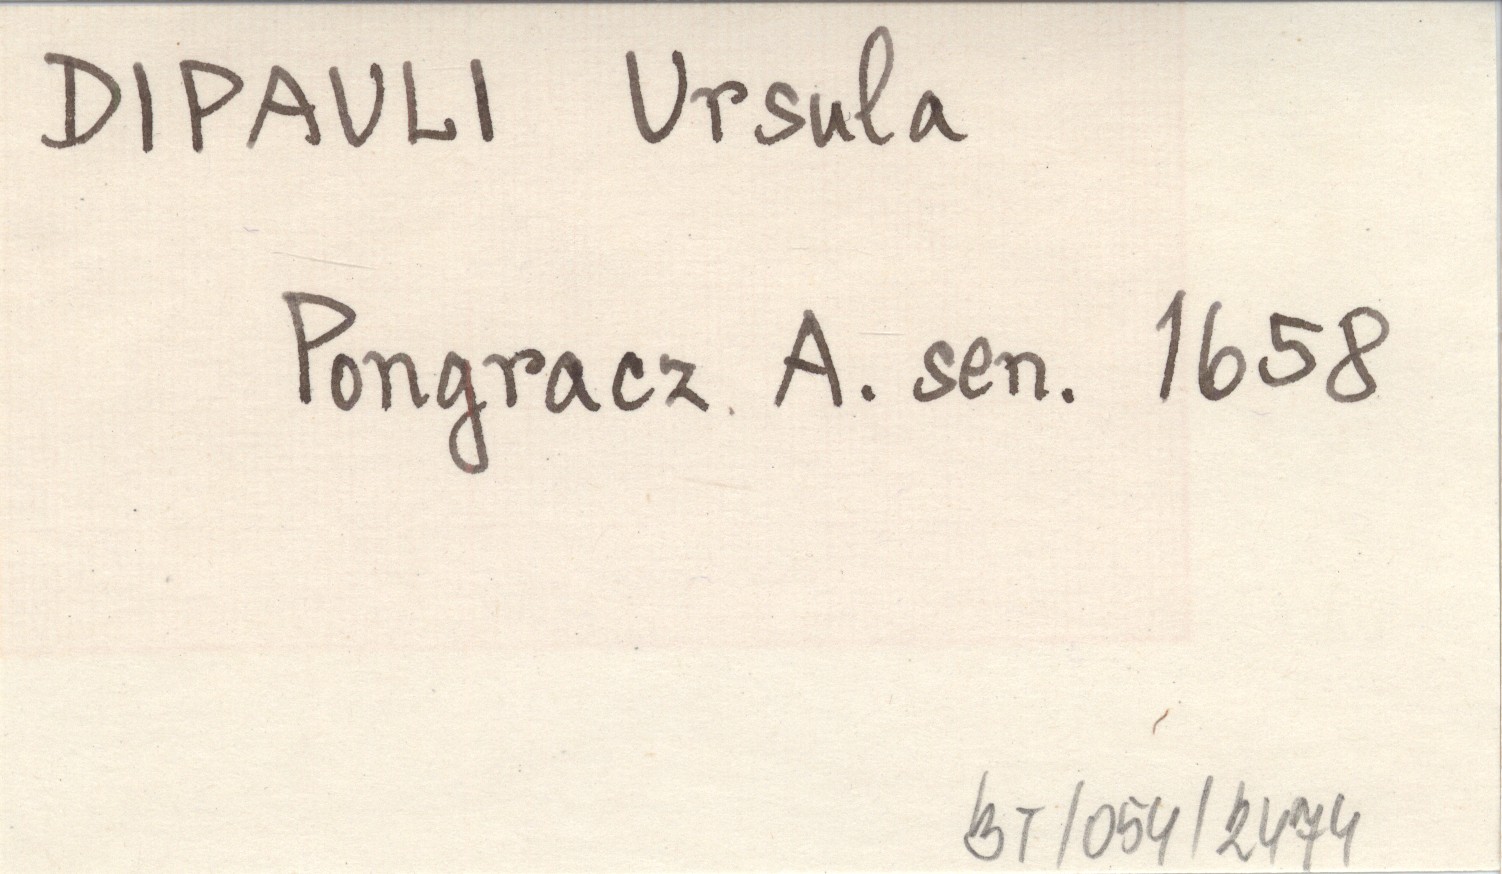 DIPAULI Ursula
Pongracz A. sen. 1658
BT/054/2474